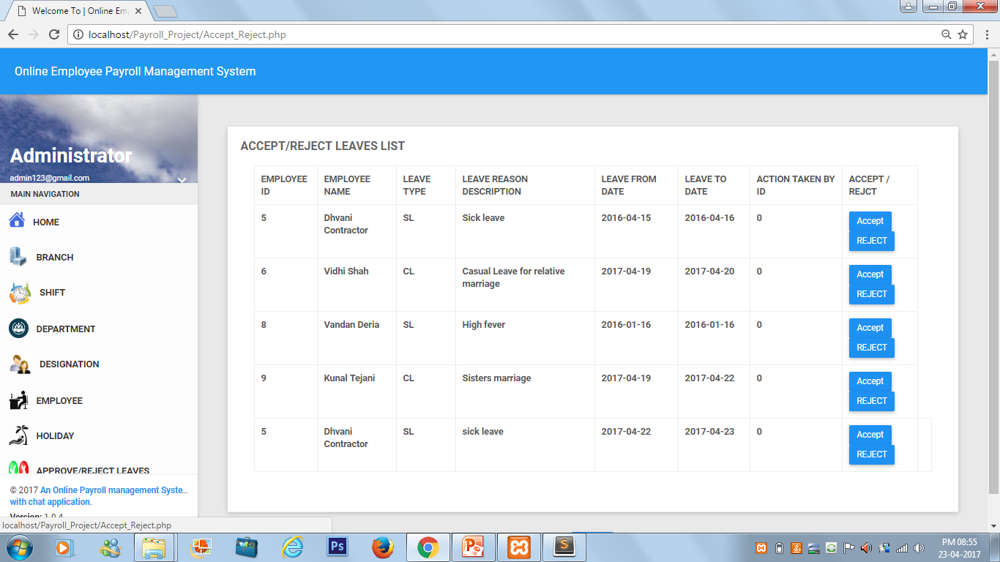 Welcome To | Online Em
localhost/Payroll_Project/Accept_Reject.php
Online Employee Payroll Management System
Administrator
admin123@gmail.com
MAIN NAVIGATION
HOME
BRANCH
SHIFT
DEPARTMENT
DESIGNATION
EMPLOYEE
HOLIDAY
APPROVE/REJECT LEAVES
© 2017 An Online Payroll management Syste...
with chat application.
Version: 1.0.4
localhost/Payroll_Project/Accept_Reject.php
ACCEPT/REJECT LEAVES LIST
EMPLOYEE ID EMPLOYEE NAME LEAVE TYPE LEAVE REASON DESCRIPTION LEAVE FROM DATE LEAVE TO DATE ACTION TAKEN BY ID ACCEPT / REJCT
5 Dhvani Contractor SL Sick leave 2016-04-15 2016-04-16 0 Accept REJECT
6 Vidhi Shah CL Casual Leave for relative marriage 2017-04-19 2017-04-20 0 Accept REJECT
8 Vandan Deria SL High fever 2016-01-16 2016-01-16 0 Accept REJECT
9 Kunal Tejani CL Sisters marriage 2017-04-19 2017-04-22 0 Accept REJECT
5 Dhvani Contractor SL sick leave 2017-04-22 2017-04-23 0 Accept REJECT
Ps
PM 08:55
23-04-2017